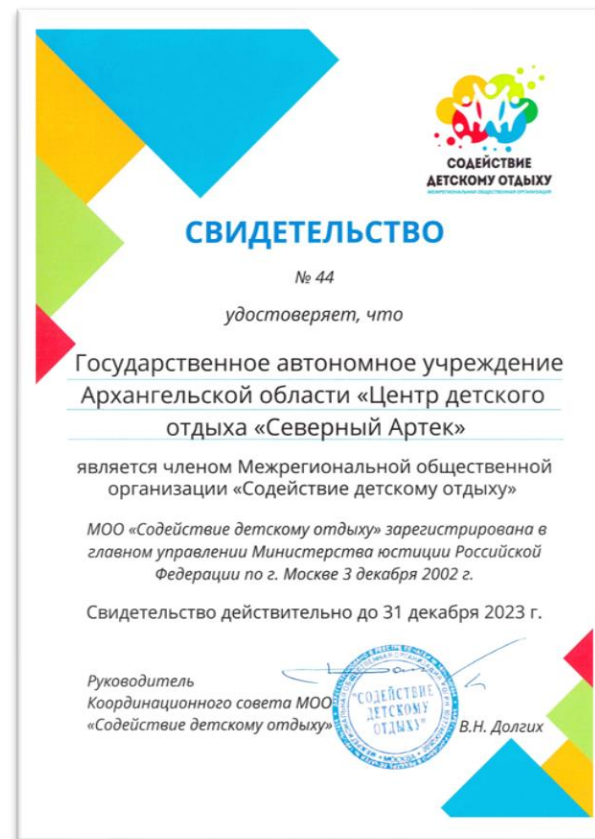 СОДЕЙСТВИЕ
ДЕТСКОМУ ОТДЫХУ
МЕЖРЕГИОНАЛЬНАЯ ОБЩЕСТВЕННАЯ ОРГАНИЗАЦИЯ
СВИДЕТЕЛЬСТВО
№ 44
удостоверяет, что
Государственное автономное учреждение
Архангельской области «Центр детского
отдыха «Северный Артек»
является членом Межрегиональной общественной
организации «Содействие детскому отдыху»
МОО «Содействие детскому отдыху» зарегистрирована в
главном управлении Министерства юстиции Российской
Федерации по г. Москве 3 декабря 2002 г.
Свидетельство действительно до 31 декабря 2023 г.
Руководитель
Координационного совета МОО
«Содействие детскому отдыху»
"СОДЕЙСТВИЕ
ДЕТСКОМУ
ОТДЫХУ"
МОСКВА
В.Н. Долгих